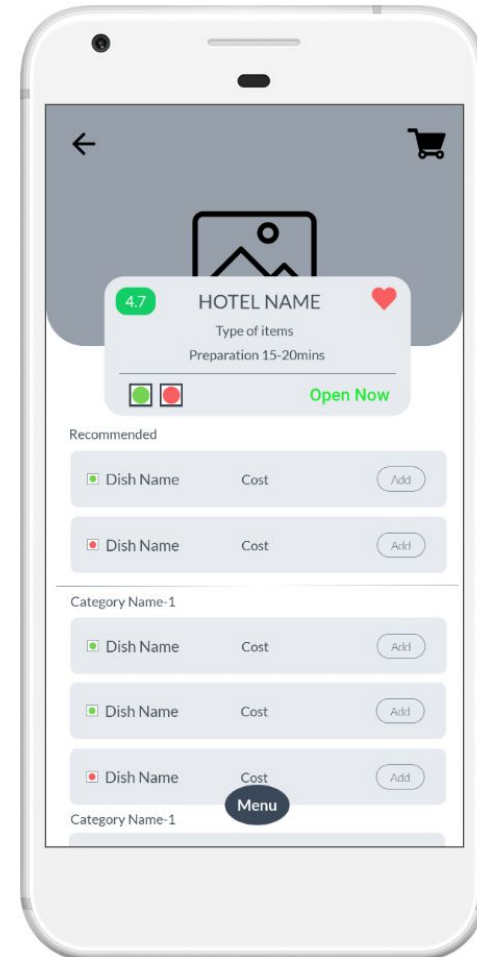 4.7 HOTEL NAME
Type of items
Preparation 15-20mins
Open Now
Recommended
Dish Name Cost Add
Dish Name Cost Add
Category Name-1
Dish Name Cost Add
Dish Name Cost Add
Dish Name Cost Add
Menu
Category Name-1